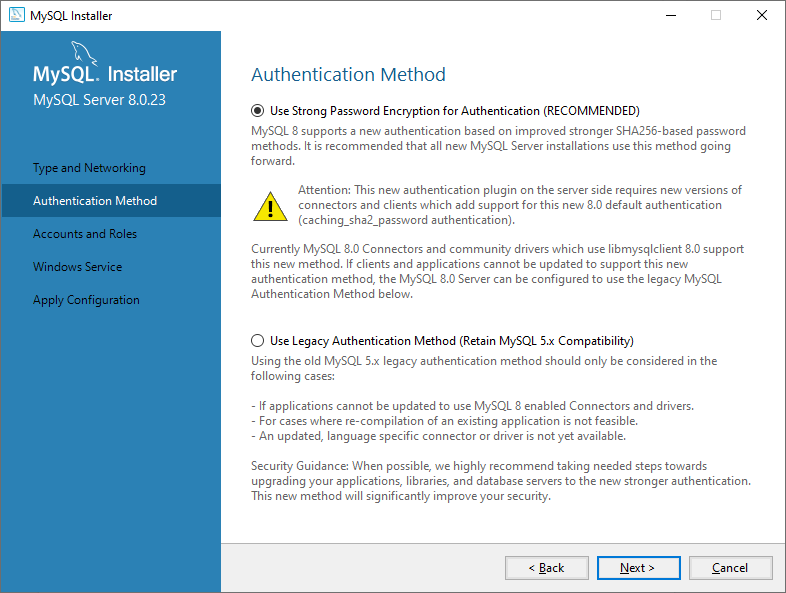 MySQL Installer
MySQL. Installer
MySQL Server 8.0.23
Type and Networking
Authentication Method
Accounts and Roles
Windows Service
Apply Configuration
Authentication Method
Use Strong Password Encryption for Authentication (RECOMMENDED)
MySQL 8 supports a new authentication based on improved stronger SHA256-based password
methods. It is recommended that all new MySQL Server installations use this method going
forward.
Attention: This new authentication plugin on the server side requires new versions of
connectors and clients which add support for this new 8.0 default authentication
(caching_sha2_password authentication).
Currently MySQL 8.0 Connectors and community drivers which use libmysqlclient 8.0 support
this new method. If clients and applications cannot be updated to support this new
authentication method, the MySQL 8.0 Server can be configured to use the legacy MySQL
Authentication Method below.
Use Legacy Authentication Method (Retain MySQL 5.x Compatibility)
Using the old MySQL 5.x legacy authentication method should only be considered in the
following cases:
- If applications cannot be updated to use MySQL 8 enabled Connectors and drivers.
- For cases where re-compilation of an existing application is not feasible.
- An updated, language specific connector or driver is not yet available.
Security Guidance: When possible, we highly recommend taking needed steps towards
upgrading your applications, libraries, and database servers to the new stronger authentication.
This new method will significantly improve your security.
< Back
Next >
Cancel